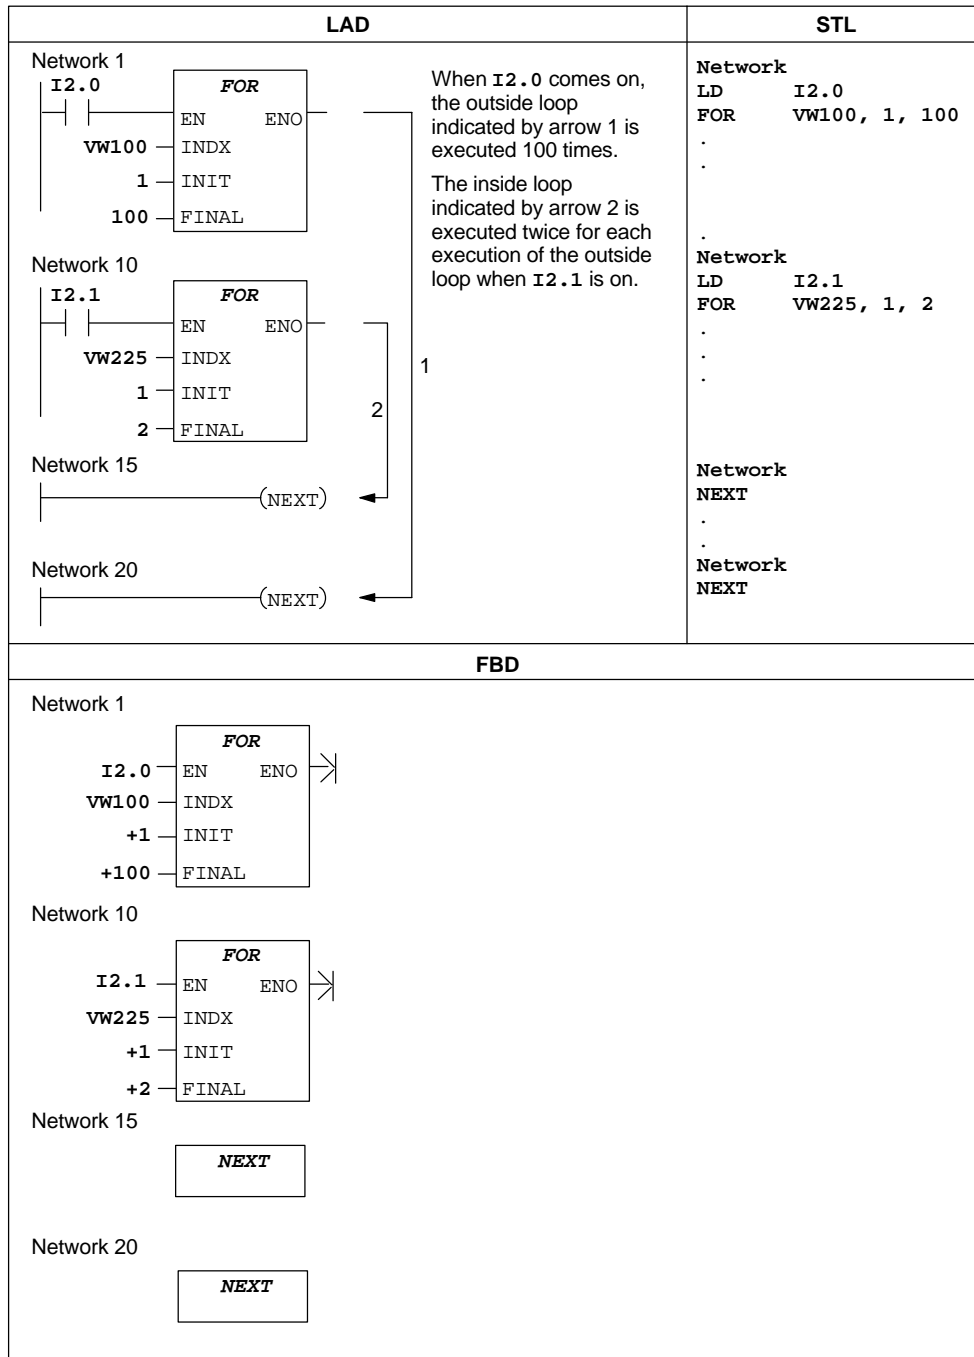 LAD
STL
Network 1
I2.0
FOR
EN ENO
VW100 INDX
1 INIT
100 FINAL
When I2.0 comes on,
the outside loop
indicated by arrow 1 is
executed 100 times.
The inside loop
indicated by arrow 2 is
executed twice for each
execution of the outside
loop when I2.1 is on.
Network 10
I2.1
FOR
EN ENO
VW225 INDX
1 INIT
2 FINAL
1
2
Network 15
(NEXT)
Network 20
(NEXT)
Network
LD I2.0
FOR VW100, 1, 100
.
.
.
Network
LD I2.1
FOR VW225, 1, 2
.
.
.
Network
NEXT
.
.
Network
NEXT
FBD
Network 1
FOR
I2.0 EN ENO
VW100 INDX
+1 INIT
+100 FINAL
Network 10
FOR
I2.1 EN ENO
VW225 INDX
+1 INIT
+2 FINAL
Network 15
NEXT
Network 20
NEXT